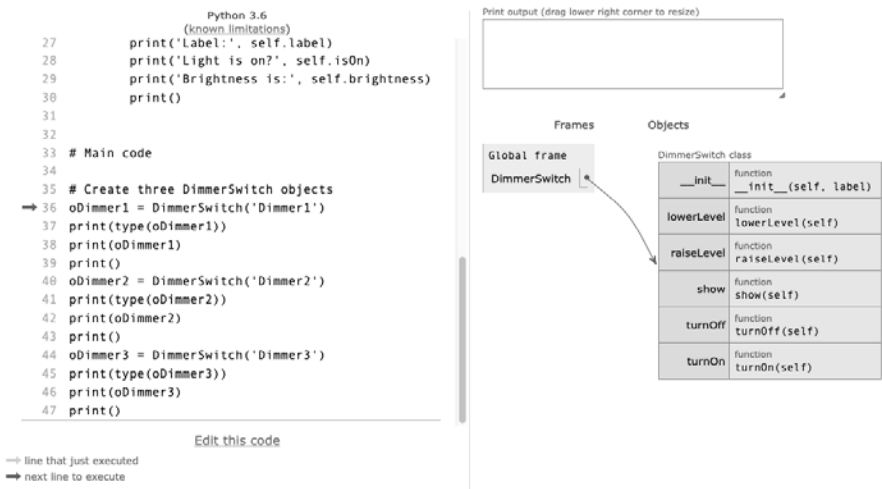 Python 3.6
(known limitations)
27 print('Label:', self.label)
28 print('Light is on?', self.isOn)
29 print('Brightness is:', self.brightness)
30 print()
31
32
33 # Main code
34
35 # Create three DimmerSwitch objects
36 oDimmer1 = DimmerSwitch('Dimmer1')
37 print(type(oDimmer1))
38 print(oDimmer1)
39 print()
40 oDimmer2 = DimmerSwitch('Dimmer2')
41 print(type(oDimmer2))
42 print(oDimmer2)
43 print()
44 oDimmer3 = DimmerSwitch('Dimmer3')
45 print(type(oDimmer3))
46 print(oDimmer3)
47 print()
Edit this code
line that just executed
next line to execute
Print output (drag lower right corner to resize)
Frames
Objects
Global frame
DimmerSwitch
DimmerSwitch class
__init__ function
__init__(self, label)
lowerLevel function
lowerLevel(self)
raiseLevel function
raiseLevel(self)
show function
show(self)
turnOff function
turnOff(self)
turnOn function
turnOn(self)